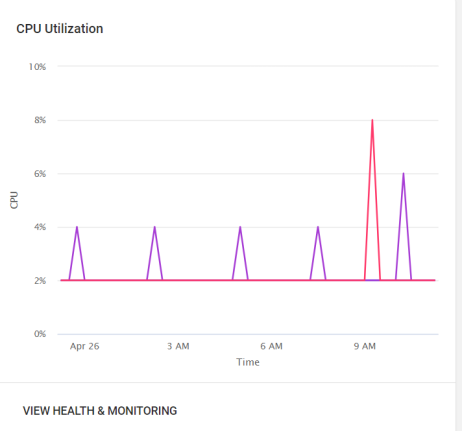 CPU Utilization
10%
8%
6%
4%
2%
0%
CPU
Apr 26 3 AM 6 AM 9 AM
Time
VIEW HEALTH & MONITORING